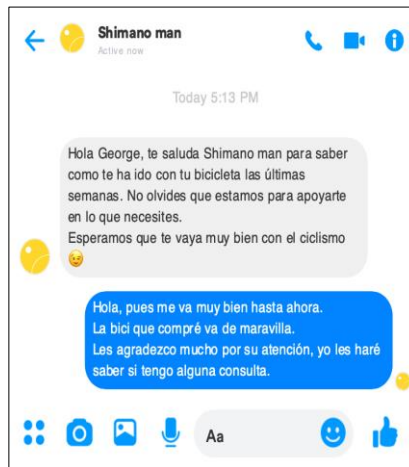 Shimano man
Active now
Today 5:13 PM
Hola George, te saluda Shimano man para saber
como te ha ido con tu bicicleta las últimas
semanas. No olvides que estamos para apoyarte
en lo que necesites.
Esperamos que te vaya muy bien con el ciclismo
😉
Hola, pues me va muy bien hasta ahora.
La bici que compré va de maravilla.
Les agradezco mucho por su atención, yo les haré
saber si tengo alguna consulta.
Aa